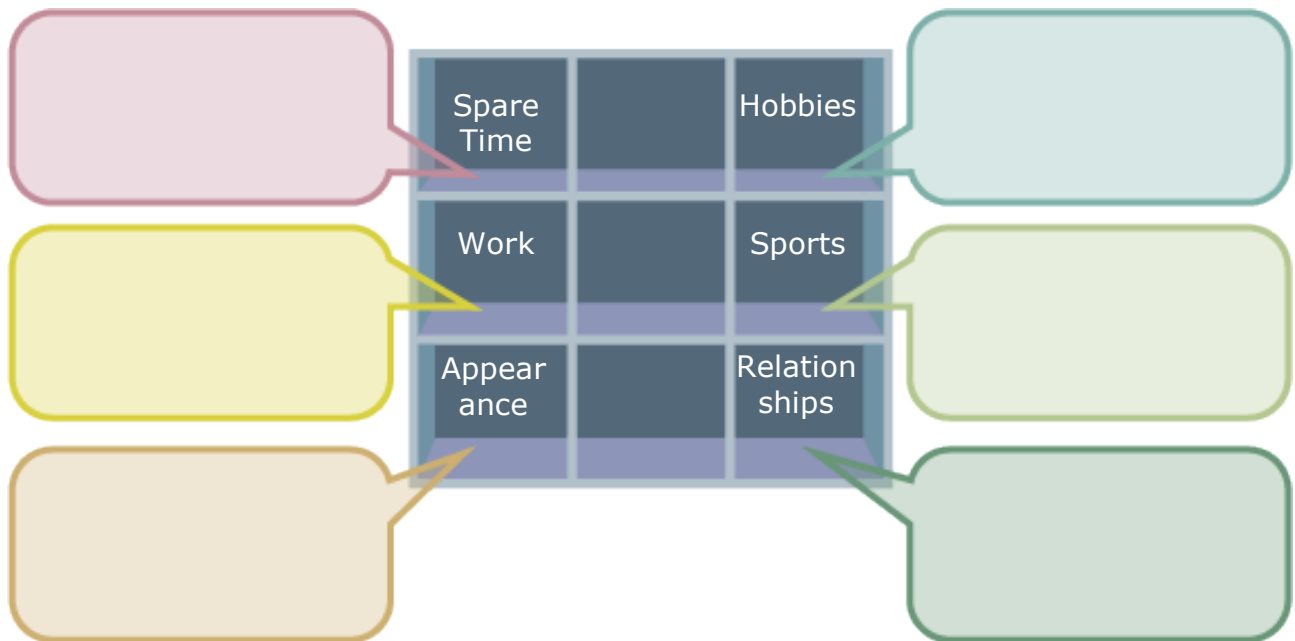 Spare
Time
Hobbies
Work
Sports
Appear
ance
Relation
ships